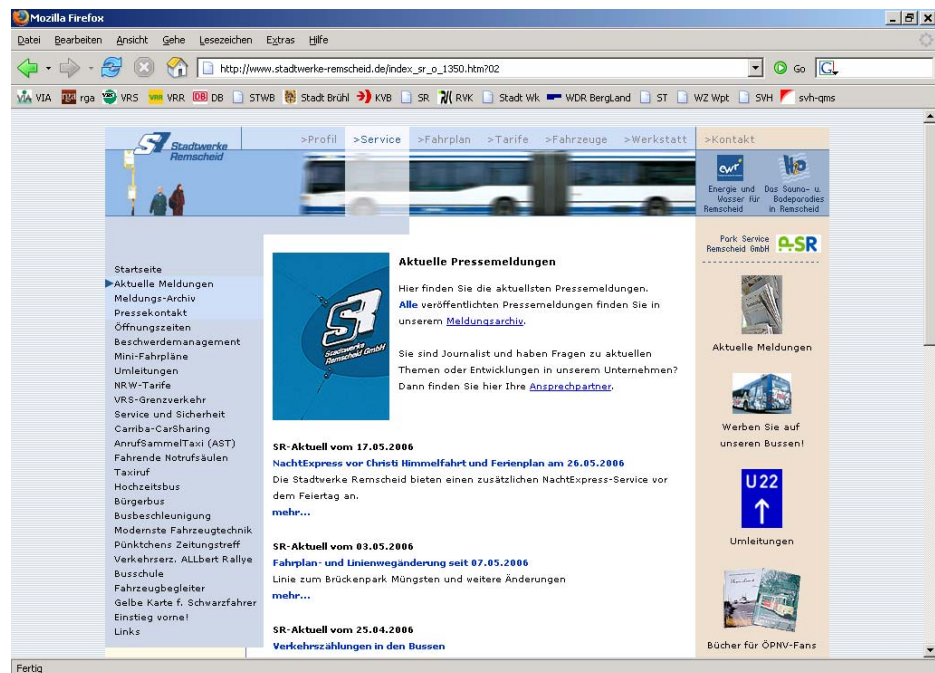 Mozilla Firefox
Datei Bearbeiten Ansicht Gehe Lesezeichen Extras Hilfe
http://www.stadtwerke-remscheid.de/index_sr_o_1350.htm?02
Go
VIA rga VRS VRR DB STWB Stadt Brühl KVB SR RVK Stadt Wk WDR BergLand ST WZ Wpt SVH svh-qms
Stadtwerke
Remscheid
>Profil >Service >Fahrplan >Tarife >Fahrzeuge >Werkstatt >Kontakt
ewr
Energie und
Wasser für
Remscheid
Das Sauna- u.
Badeparadies
in Remscheid
Park Service
Remscheid GmbH
P-SR
Startseite
Aktuelle Meldungen
Meldungs-Archiv
Pressekontakt
Öffnungszeiten
Beschwerdemanagement
Mini-Fahrpläne
Umleitungen
NRW-Tarife
VRS-Grenzverkehr
Service und Sicherheit
Carriba-CarSharing
AnrufSammelTaxi (AST)
Fahrende Notrufsäulen
Taxiruf
Hochzeitsbus
Bürgerbus
Busbeschleunigung
Modernste Fahrzeugtechnik
Pünktchens Zeitungstreff
Verkehrserz. ALLbert Rallye
Busschule
Fahrzeugbegleiter
Gelbe Karte f. Schwarzfahrer
Einstieg vorne!
Links
SR
Stadtwerke
Remscheid GmbH
Aktuelle Pressemeldungen
Hier finden Sie die aktuellsten Pressemeldungen.
Alle veröffentlichten Pressemeldungen finden Sie in
unserem Meldungsarchiv.
Sie sind Journalist und haben Fragen zu aktuellen
Themen oder Entwicklungen in unserem Unternehmen?
Dann finden Sie hier Ihre Ansprechpartner.
SR-Aktuell vom 17.05.2006
NachtExpress vor Christi Himmelfahrt und Ferienplan am 26.05.2006
Die Stadtwerke Remscheid bieten einen zusätzlichen NachtExpress-Service vor
dem Feiertag an.
mehr...
SR-Aktuell vom 03.05.2006
Fahrplan- und Linienwegänderung seit 07.05.2006
Linie zum Brückenpark Müngsten und weitere Änderungen
mehr...
SR-Aktuell vom 25.04.2006
Verkehrszählungen in den Bussen
Aktuelle Meldungen
Werben Sie auf
unseren Bussen!
U22
Umleitungen
Bücher für ÖPNV-Fans
Fertig